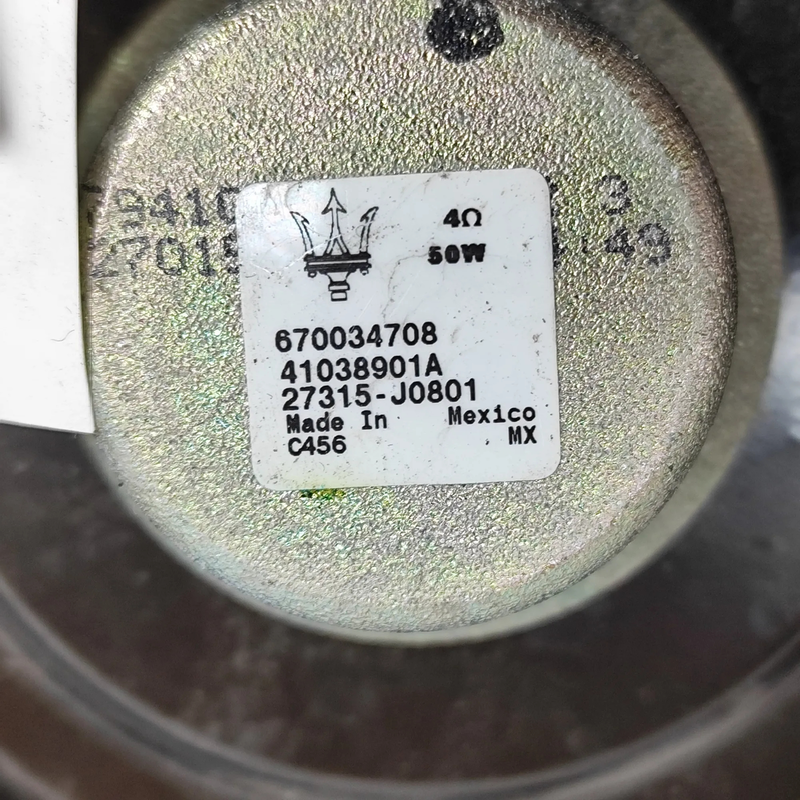 4Ω
50W
670034708
41038901A
27315-J0801
Made In Mexico
C456 MX